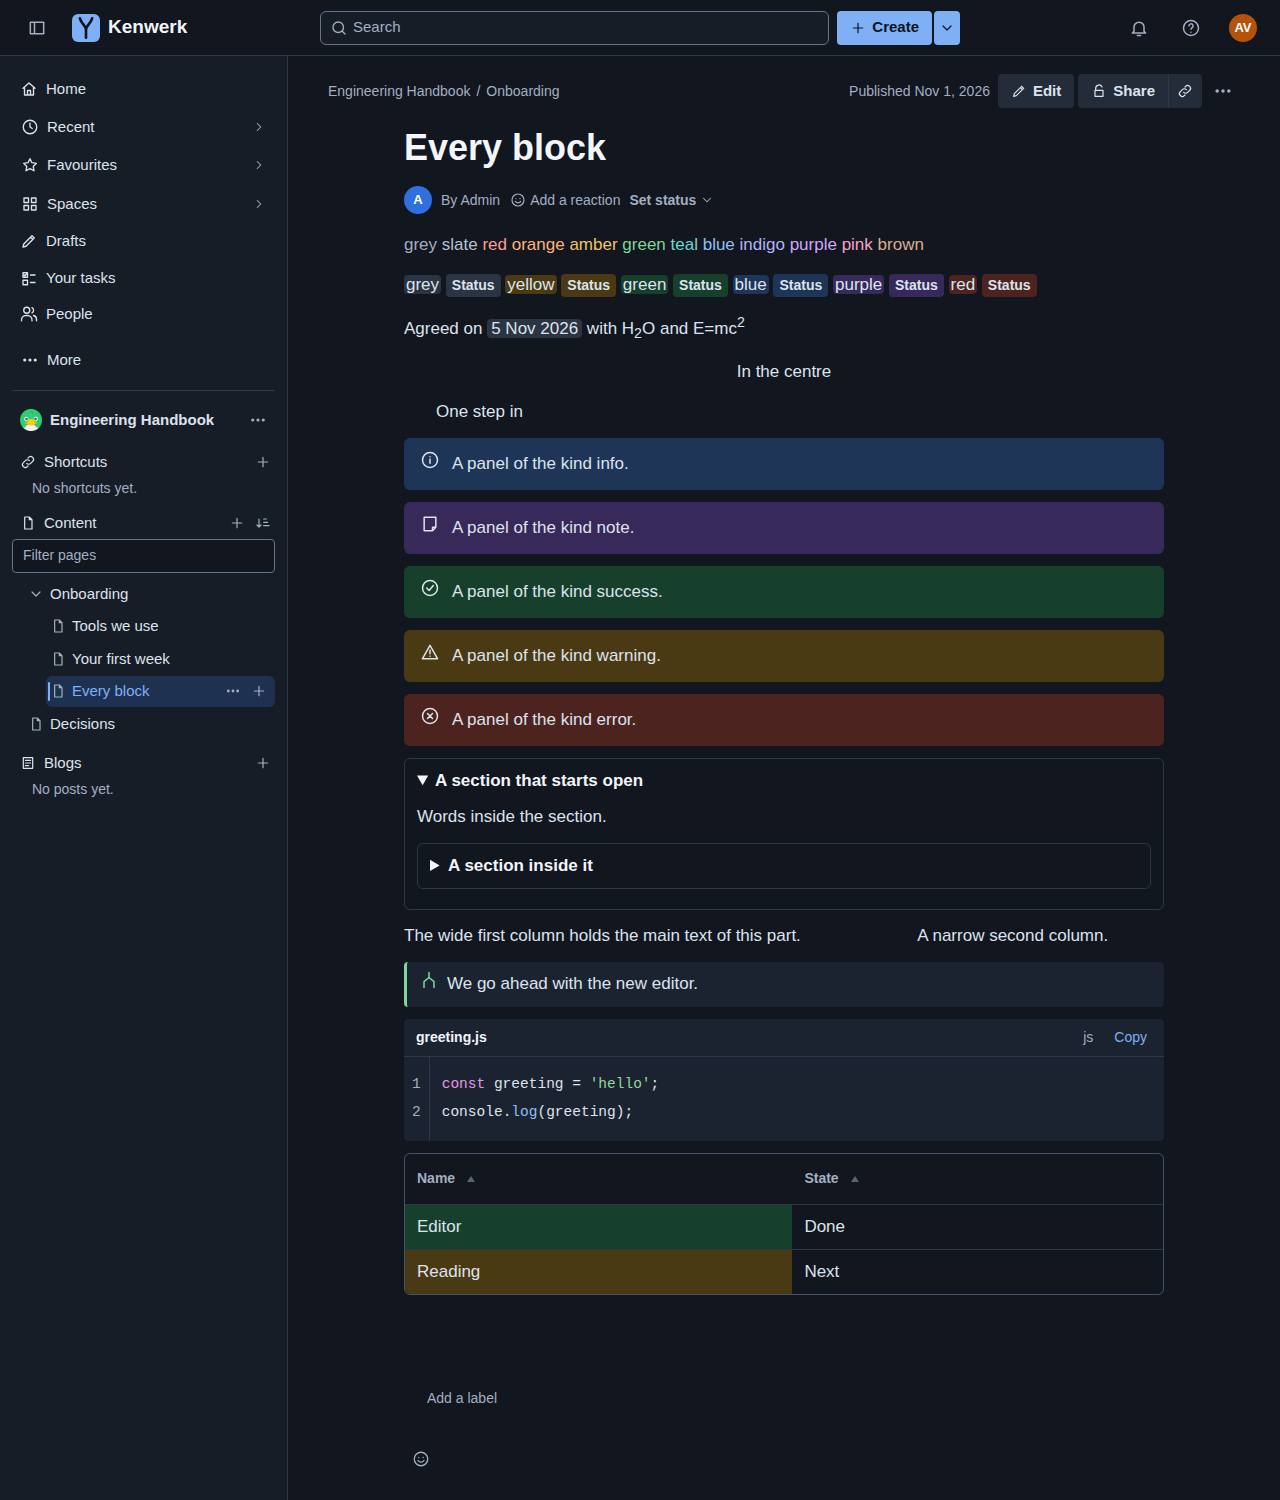 Kenwerk
Search
Create
AV
Home
Recent
Favourites
Spaces
Drafts
Your tasks
People
More
Engineering Handbook
Shortcuts
No shortcuts yet.
Content
Filter pages
Onboarding
Tools we use
Your first week
Every block
Decisions
Blogs
No posts yet.
Engineering Handbook / Onboarding
Published Nov 1, 2026
Edit
Share
Every block
A By Admin Add a reaction Set status
grey slate red orange amber green teal blue indigo purple pink brown
grey Status yellow Status green Status blue Status purple Status red Status
Agreed on 5 Nov 2026 with H2O and E=mc2
In the centre
One step in
A panel of the kind info.
A panel of the kind note.
A panel of the kind success.
A panel of the kind warning.
A panel of the kind error.
A section that starts open
Words inside the section.
A section inside it
The wide first column holds the main text of this part.
A narrow second column.
We go ahead with the new editor.
greeting.js js Copy
1 const greeting = 'hello';
2 console.log(greeting);
Name State
Editor Done
Reading Next
Add a label